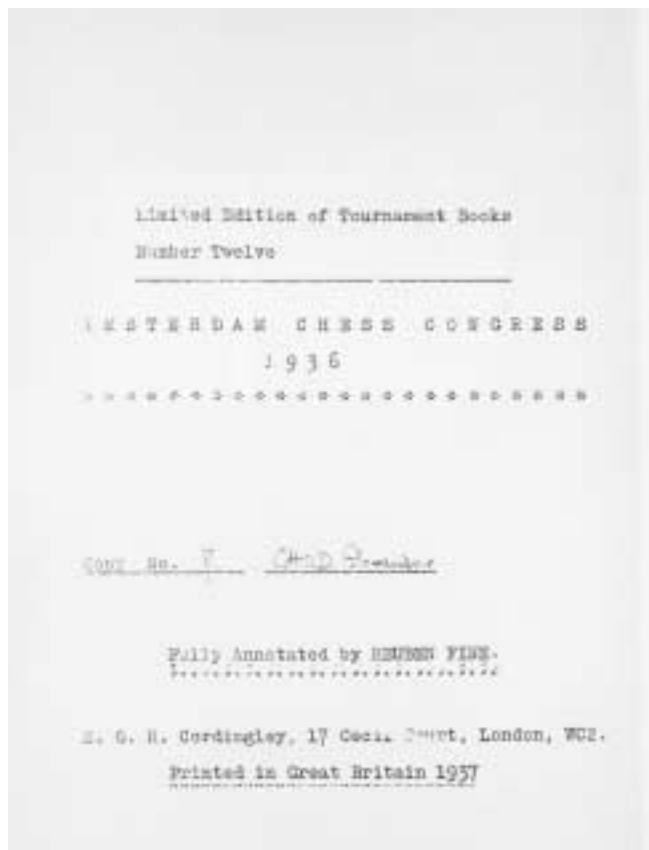 Limited Edition of Tournament Books
Number Twelve
AMSTERDAM CHESS CONGRESS
1936
Copy No.
Fully Annotated by REUBEN FINE.
E. G. R. Cordingley, 17 Cecil Court, London, WC2.
Printed in Great Britain 1937